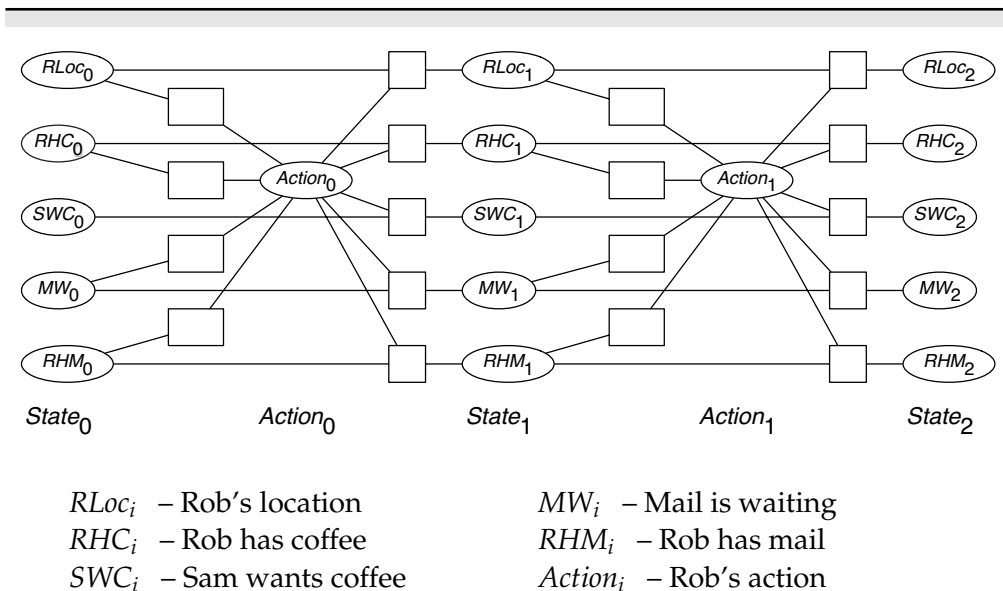 RLoc₀ RLoc₁ RLoc₂
RHC₀ RHC₁ RHC₂
Action₀ Action₁
SWC₀ SWC₁ SWC₂
MW₀ MW₁ MW₂
RHM₀ RHM₁ RHM₂
State₀ Action₀ State₁ Action₁ State₂
RLocᵢ – Rob's location MWᵢ – Mail is waiting
RHCᵢ – Rob has coffee RHMᵢ – Rob has mail
SWCᵢ – Sam wants coffee Actionᵢ – Rob's action